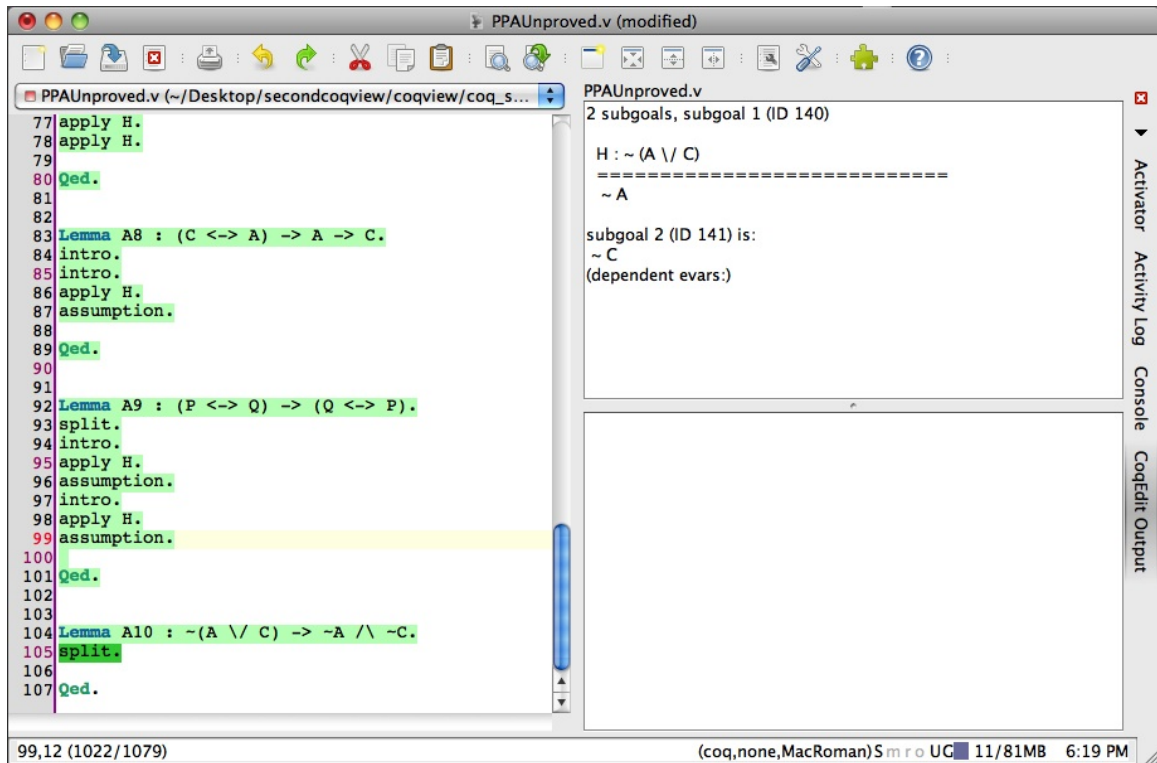 PPAUnproved.v (modified)
PPAUnproved.v (~/Desktop/secondcoqview/coqview/coq_s...
77 apply H.
78 apply H.
79
80 Qed.
81
82
83 Lemma A8 : (C <-> A) -> A -> C.
84 intro.
85 intro.
86 apply H.
87 assumption.
88
89 Qed.
90
91
92 Lemma A9 : (P <-> Q) -> (Q <-> P).
93 split.
94 intro.
95 apply H.
96 assumption.
97 intro.
98 apply H.
99 assumption.
100
101 Qed.
102
103
104 Lemma A10 : ~(A \/ C) -> ~A /\ ~C.
105 split.
106
107 Qed.
PPAUnproved.v
2 subgoals, subgoal 1 (ID 140)
H : ~ (A \/ C)
============================
~ A
subgoal 2 (ID 141) is:
~ C
(dependent evars:)
Activator
Activity Log
Console
CoqEdit Output
99,12 (1022/1079)
(coq,none,MacRoman) S m r o UG 11/81MB 6:19 PM